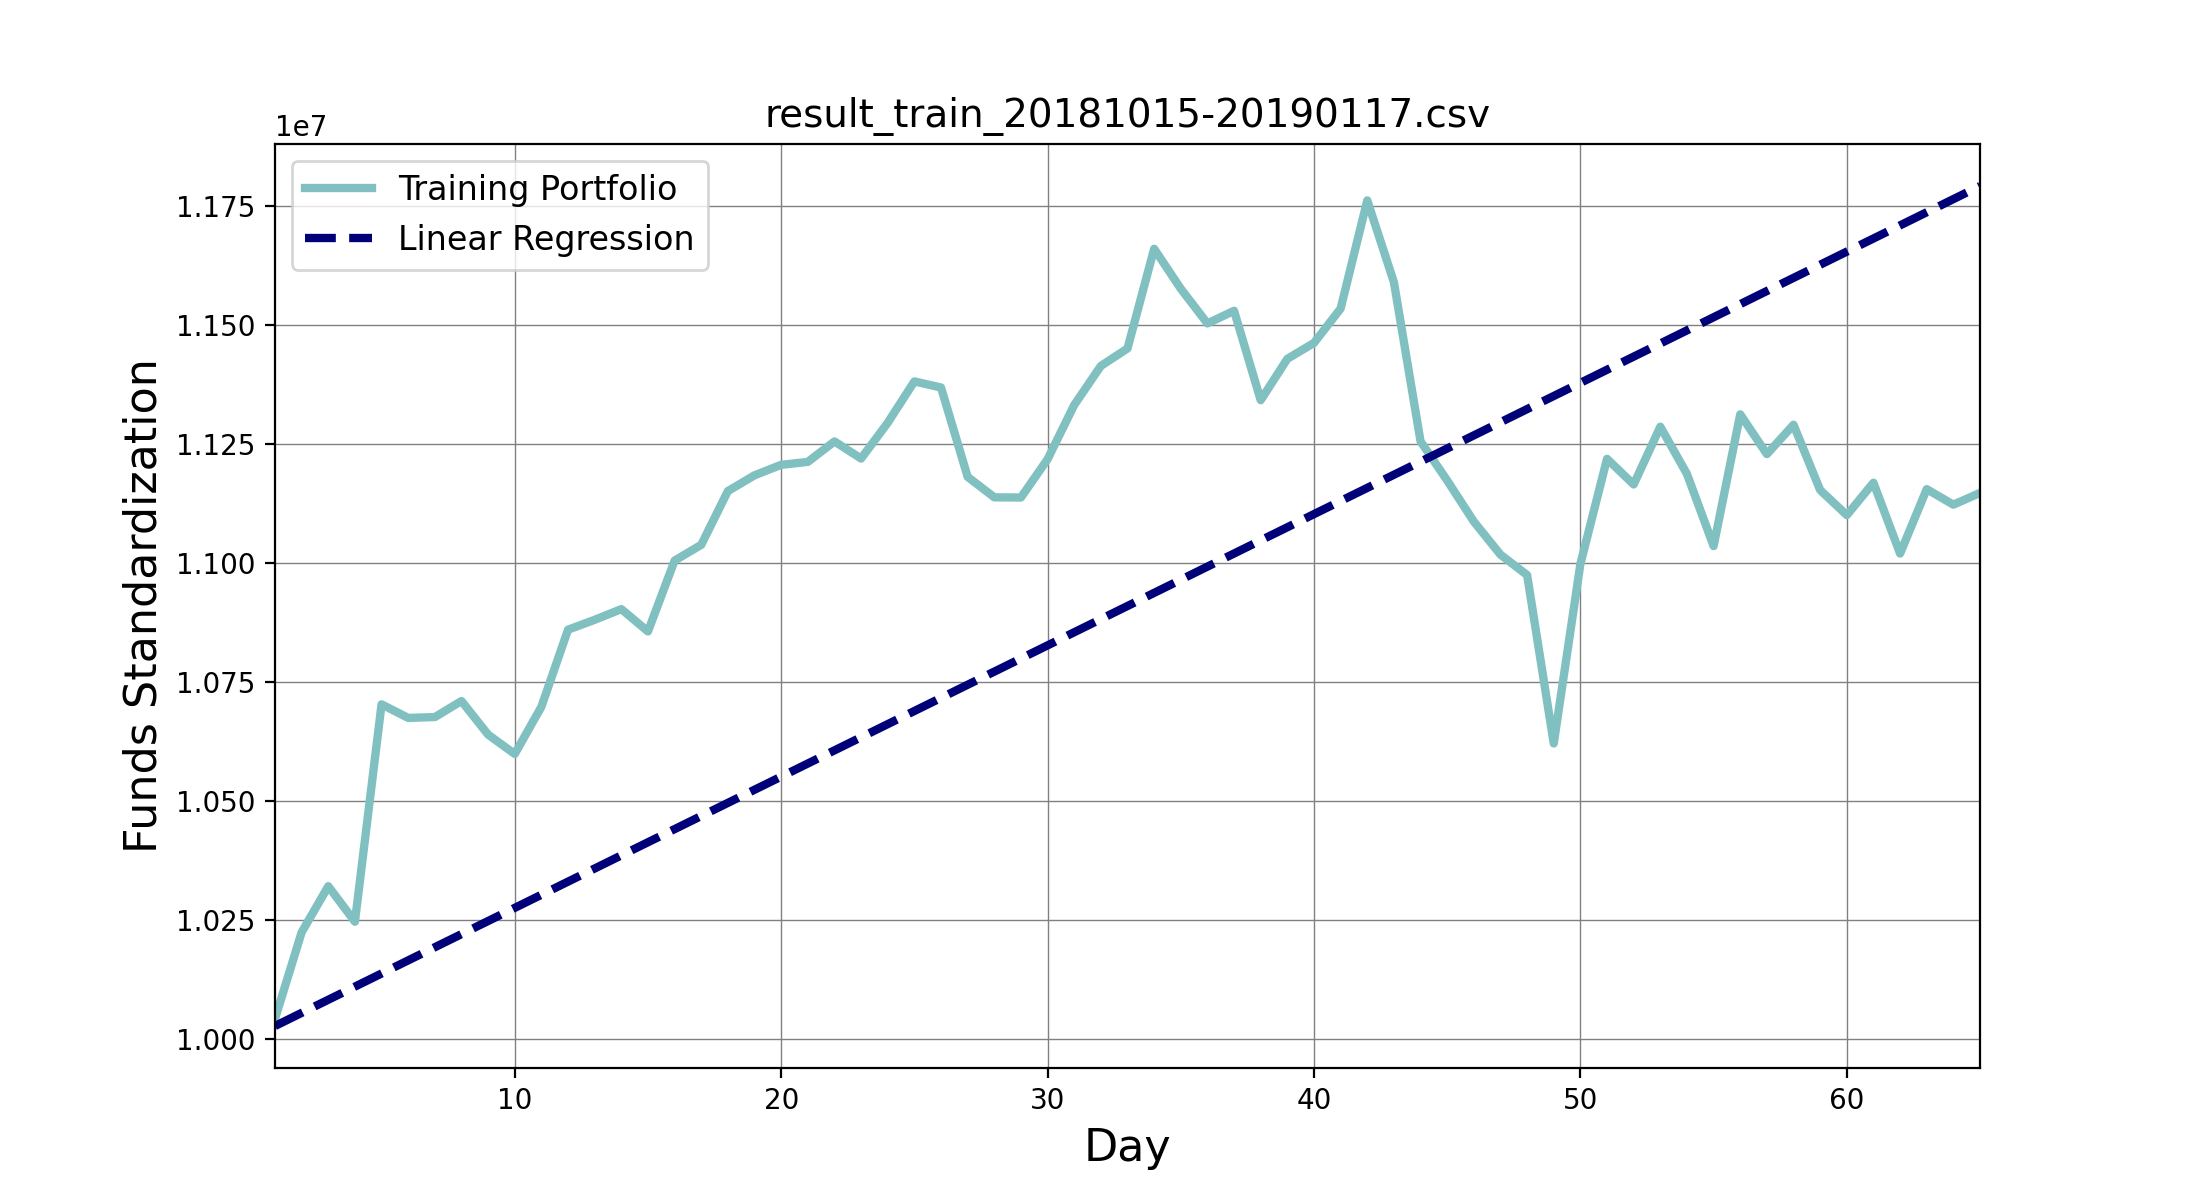 result_train_20181015-20190117.csv
1e7
Training Portfolio
Linear Regression
1.175
1.150
1.125
1.100
1.075
1.050
1.025
1.000
Funds Standardization
10 20 30 40 50 60
Day